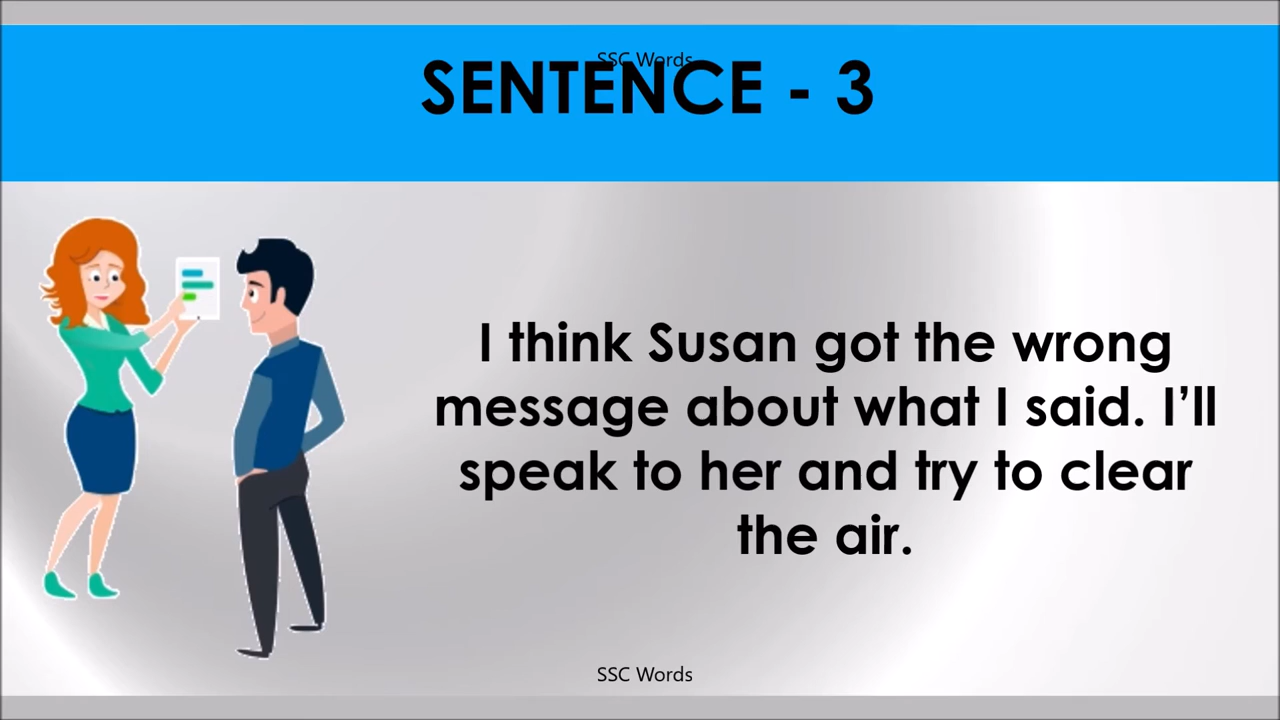 SSC Words
SENTENCE - 3
I think Susan got the wrong
message about what I said. I’ll
speak to her and try to clear
the air.
SSC Words